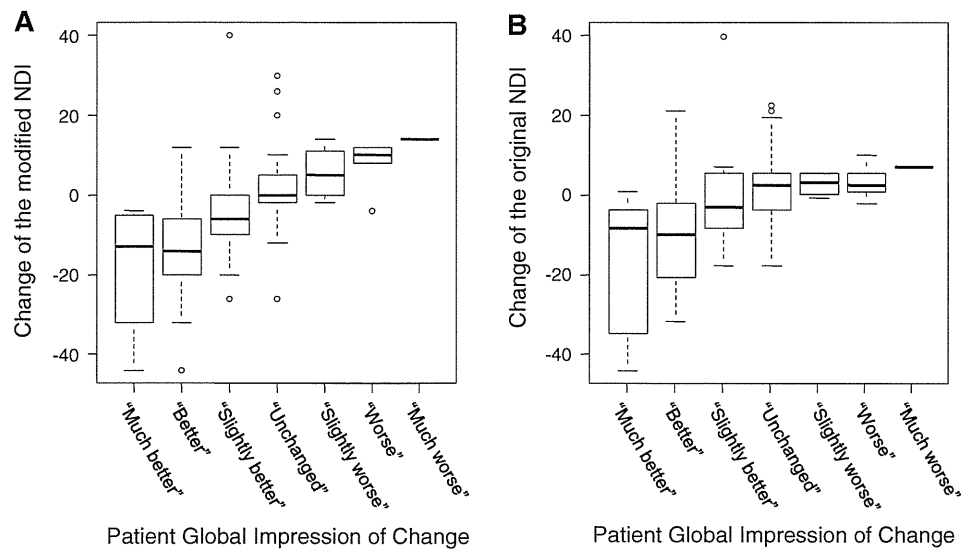 A
Change of the modified NDI
40
20
0
-20
-40
“Much better”
“Better”
“Slightly better”
“Unchanged”
“Slightly worse”
“Worse”
“Much worse”
Patient Global Impression of Change
B
Change of the original NDI
40
20
0
-20
-40
“Much better”
“Better”
“Slightly better”
“Unchanged”
“Slightly worse”
“Worse”
“Much worse”
Patient Global Impression of Change